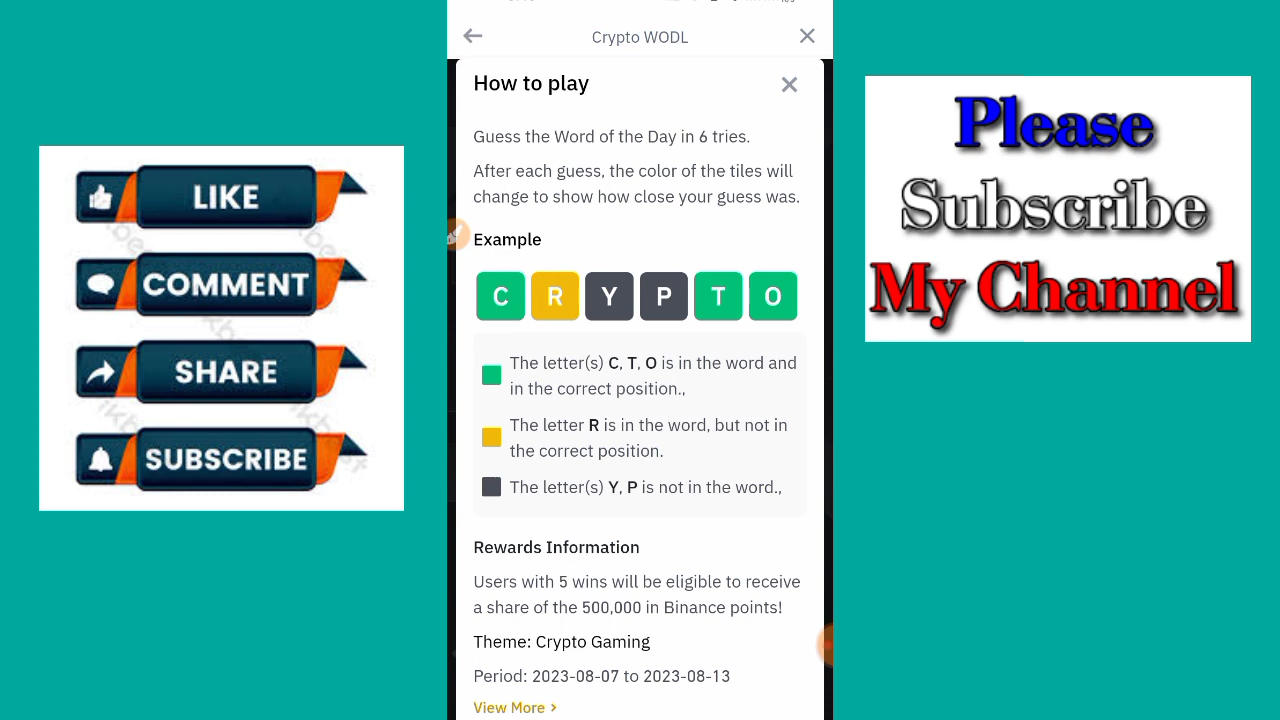 LIKE
COMMENT
SHARE
SUBSCRIBE
Crypto WODL
How to play
Guess the Word of the Day in 6 tries.
After each guess, the color of the tiles will
change to show how close your guess was.
Example
C R Y P T O
The letter(s) C, T, O is in the word and
in the correct position.,
The letter R is in the word, but not in
the correct position.
The letter(s) Y, P is not in the word.,
Rewards Information
Users with 5 wins will be eligible to receive
a share of the 500,000 in Binance points!
Theme: Crypto Gaming
Period: 2023-08-07 to 2023-08-13
View More >
Please
Subscribe
My Channel